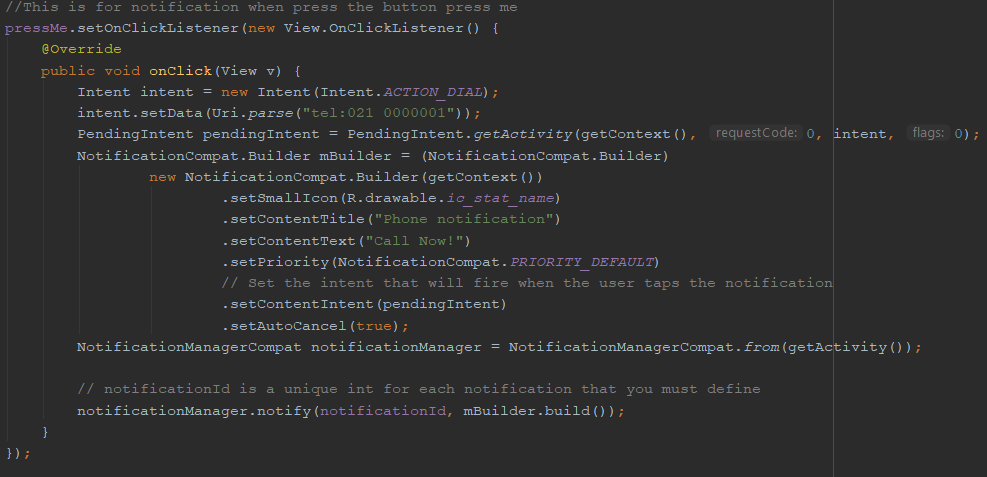 //This is for notification when press the button press me
pressMe.setOnClickListener(new View.OnClickListener() {
@Override
public void onClick(View v) {
Intent intent = new Intent(Intent.ACTION_DIAL);
intent.setData(Uri.parse("tel:021 0000001"));
PendingIntent pendingIntent = PendingIntent.getActivity(getContext(), requestCode: 0, intent, flags: 0);
NotificationCompat.Builder mBuilder = (NotificationCompat.Builder)
new NotificationCompat.Builder(getContext())
.setSmallIcon(R.drawable.ic_stat_name)
.setContentTitle("Phone notification")
.setContentText("Call Now!")
.setPriority(NotificationCompat.PRIORITY_DEFAULT)
// Set the intent that will fire when the user taps the notification
.setContentIntent(pendingIntent)
.setAutoCancel(true);
NotificationManagerCompat notificationManager = NotificationManagerCompat.from(getActivity());
// notificationId is a unique int for each notification that you must define
notificationManager.notify(notificationId, mBuilder.build());
}
});